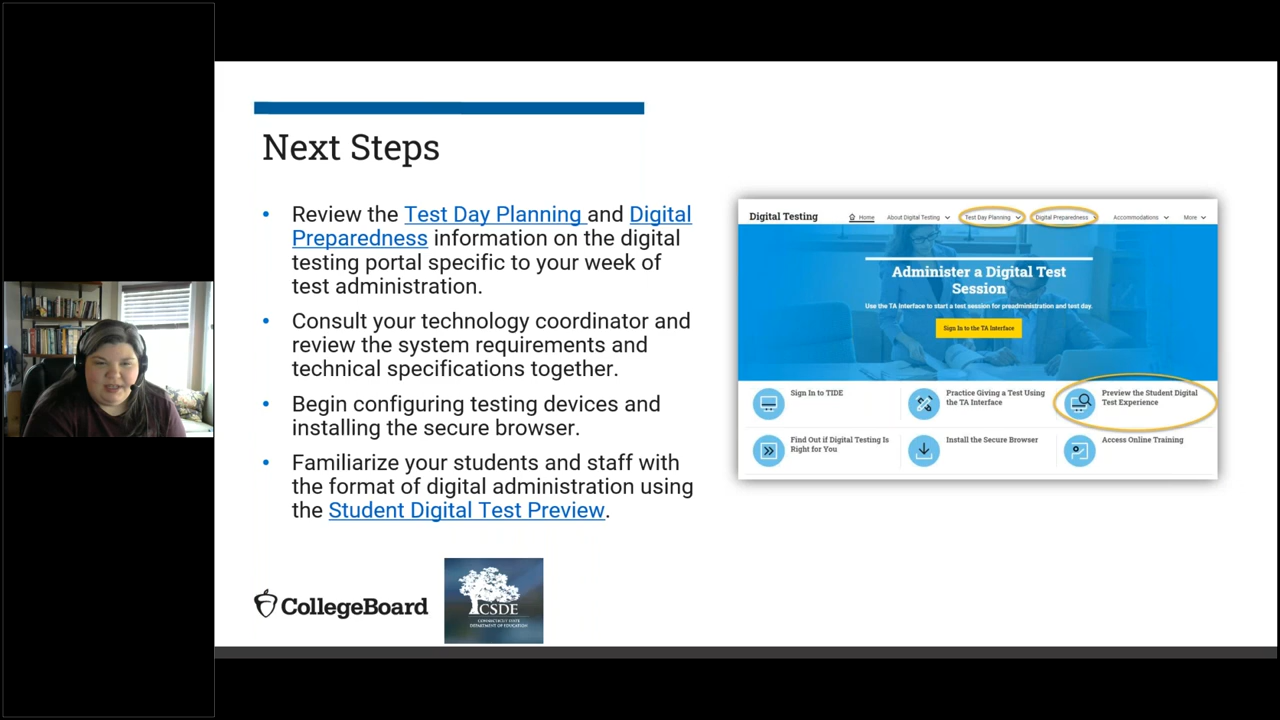 Next Steps
• Review the Test Day Planning and Digital
Preparedness information on the digital
testing portal specific to your week of
test administration.
• Consult your technology coordinator and
review the system requirements and
technical specifications together.
• Begin configuring testing devices and
installing the secure browser.
• Familiarize your students and staff with
the format of digital administration using
the Student Digital Test Preview.
CollegeBoard
CSDE
CONNECTICUT STATE
DEPARTMENT OF EDUCATION
Digital Testing
Home
About Digital Testing
Test Day Planning
Digital Preparedness
Accommodations
More
Administer a Digital Test
Session
Use the TA Interface to start a test session for preadministration and test day.
Sign In to the TA Interface
Sign In to TIDE
Practice Giving a Test Using
the TA Interface
Preview the Student Digital
Test Experience
Find Out if Digital Testing Is
Right for You
Install the Secure Browser
Access Online Training